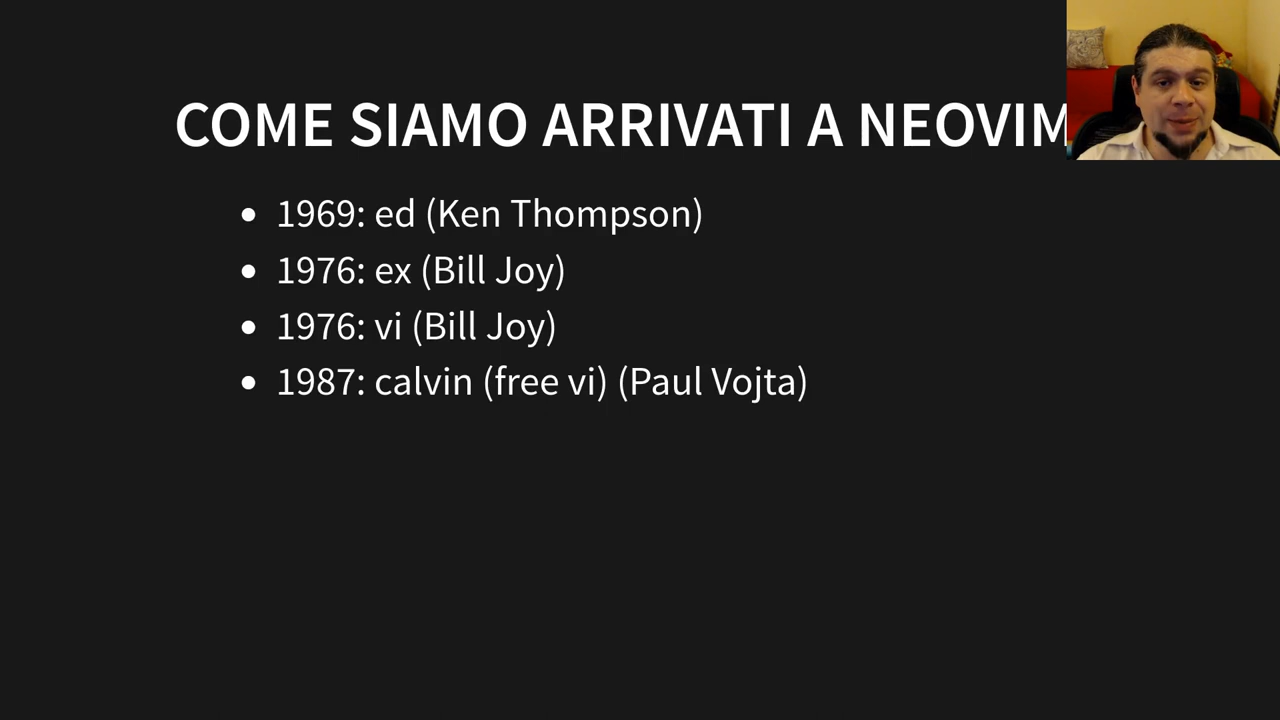 COME SIAMO ARRIVATI A NEOVIM
1969: ed (Ken Thompson)
1976: ex (Bill Joy)
1976: vi (Bill Joy)
1987: calvin (free vi) (Paul Vojta)